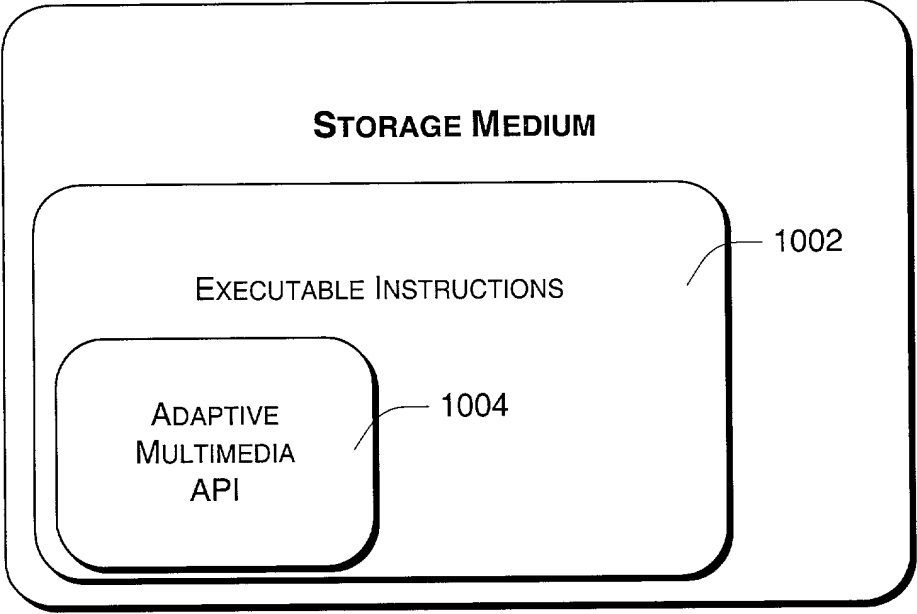 STORAGE MEDIUM
1002
EXECUTABLE INSTRUCTIONS
1004
ADAPTIVE
MULTIMEDIA
API